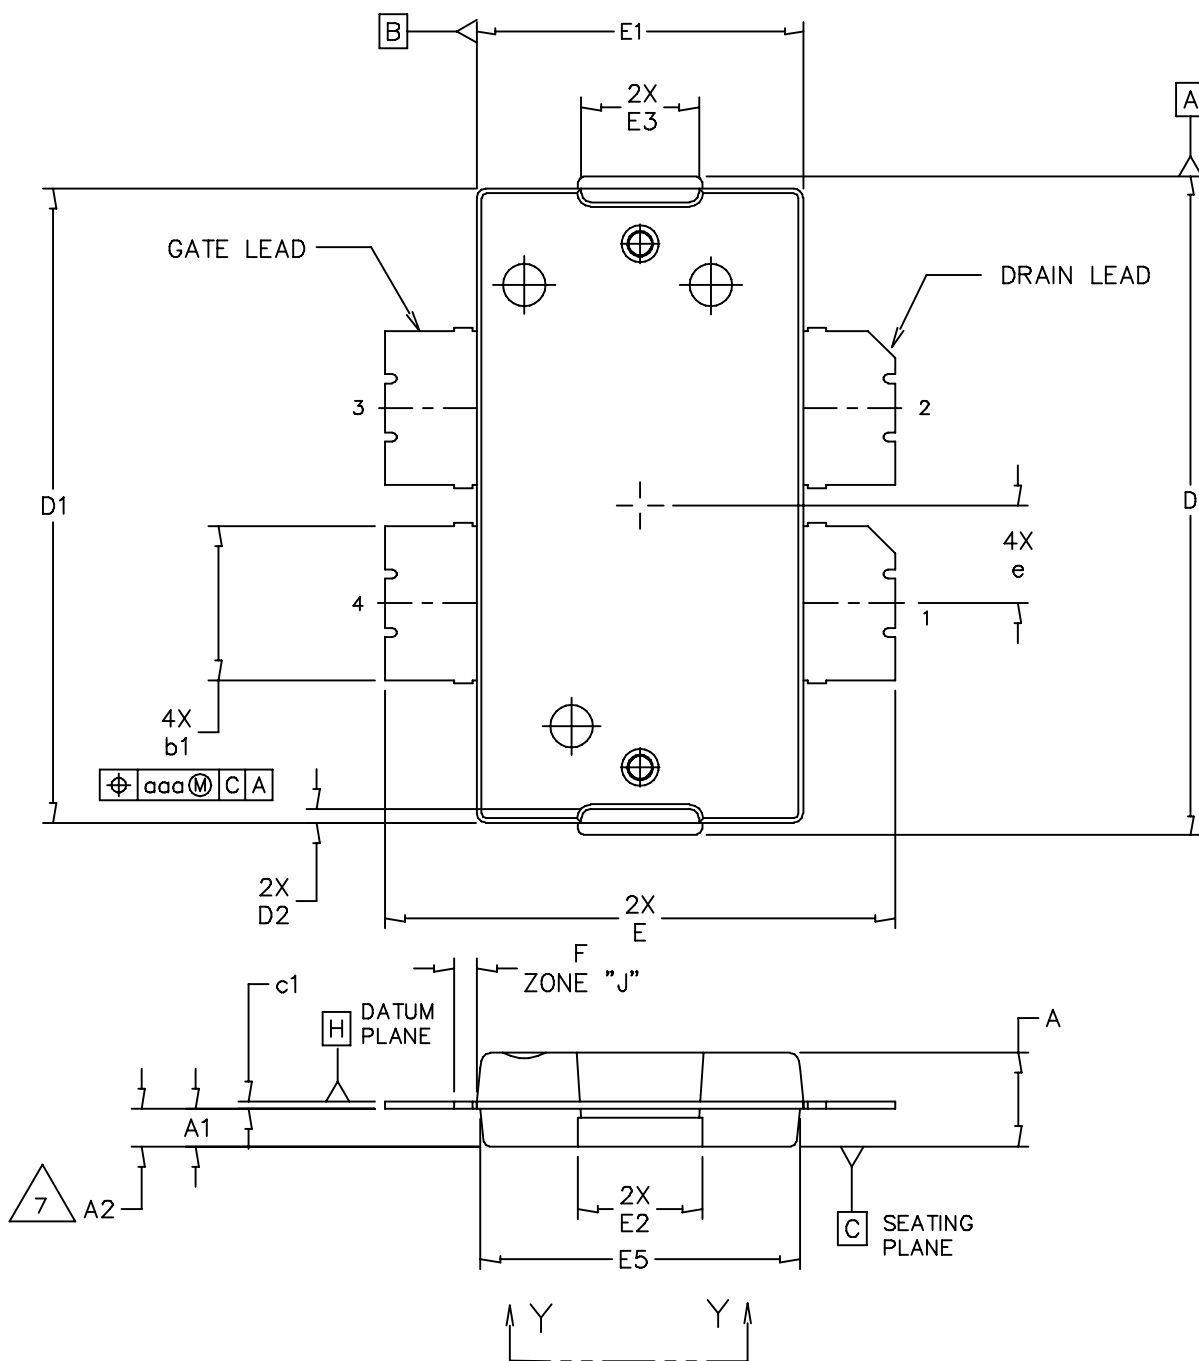 B
E1
2X
E3
A
GATE LEAD
DRAIN LEAD
3
2
D1
D
4X
e
4
1
4X
b1
⌖ aaa Ⓜ C A
2X
D2
2X
E
F
ZONE "J"
c1
H
DATUM
PLANE
A
A1
7
A2
2X
E2
C
SEATING
PLANE
E5
Y
Y